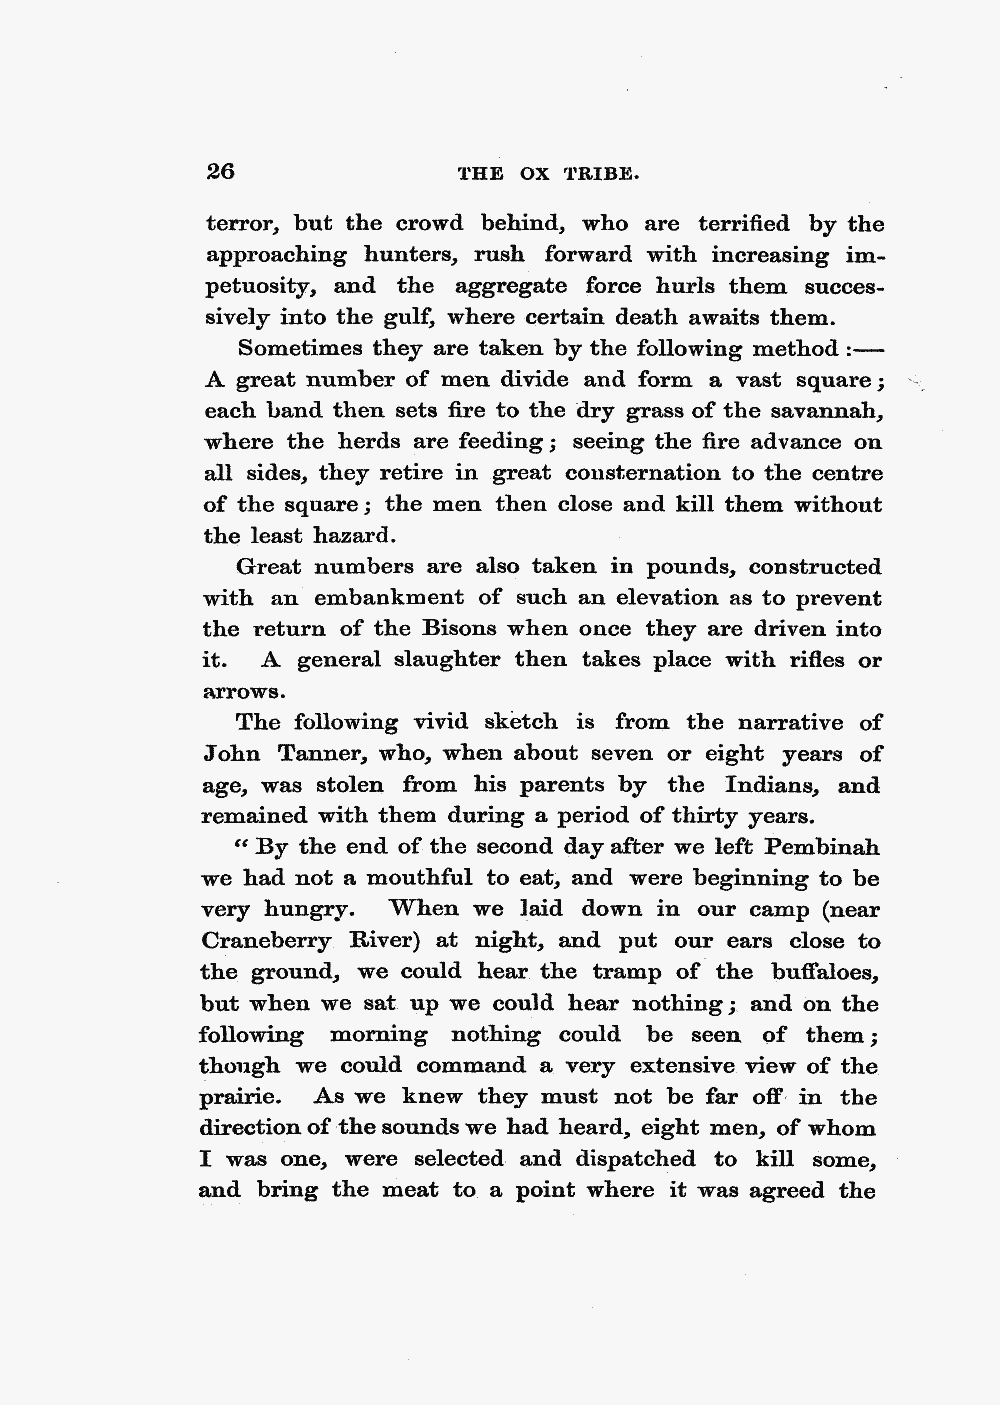 26 THE OX TRIBE.
terror, but the crowd behind, who are terrified by the
approaching hunters, rush forward with increasing im-
petuosity, and the aggregate force hurls them succes-
sively into the gulf, where certain death awaits them.
Sometimes they are taken by the following method :—
A great number of men divide and form a vast square ;
each band then sets fire to the dry grass of the savannah,
where the herds are feeding ; seeing the fire advance on
all sides, they retire in great consternation to the centre
of the square ; the men then close and kill them without
the least hazard.
Great numbers are also taken in pounds, constructed
with an embankment of such an elevation as to prevent
the return of the Bisons when once they are driven into
it. A general slaughter then takes place with rifles or
arrows.
The following vivid sketch is from the narrative of
John Tanner, who, when about seven or eight years of
age, was stolen from his parents by the Indians, and
remained with them during a period of thirty years.
“ By the end of the second day after we left Pembinah
we had not a mouthful to eat, and were beginning to be
very hungry. When we laid down in our camp (near
Craneberry River) at night, and put our ears close to
the ground, we could hear the tramp of the buffaloes,
but when we sat up we could hear nothing ; and on the
following morning nothing could be seen of them ;
though we could command a very extensive view of the
prairie. As we knew they must not be far off in the
direction of the sounds we had heard, eight men, of whom
I was one, were selected and dispatched to kill some,
and bring the meat to a point where it was agreed the